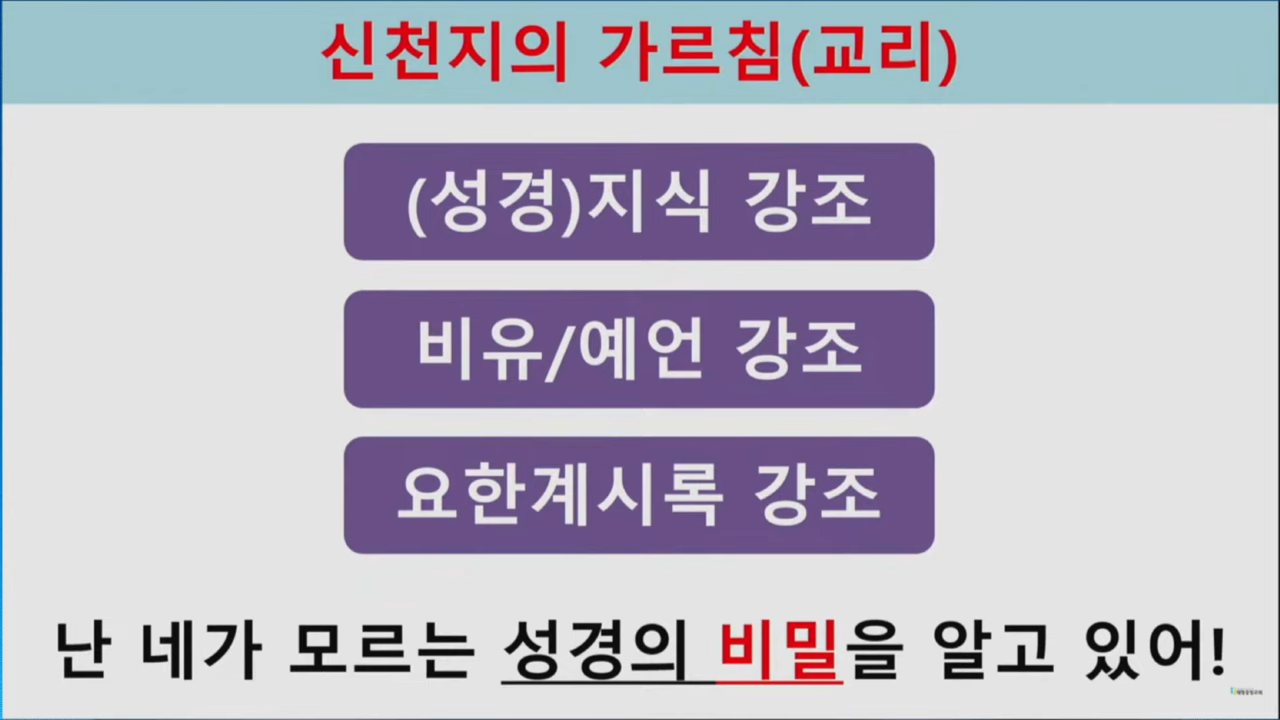 신천지의 가르침(교리)
(성경)지식 강조
비유/예언 강조
요한계시록 강조
난 네가 모르는 성경의 비밀을 알고 있어!